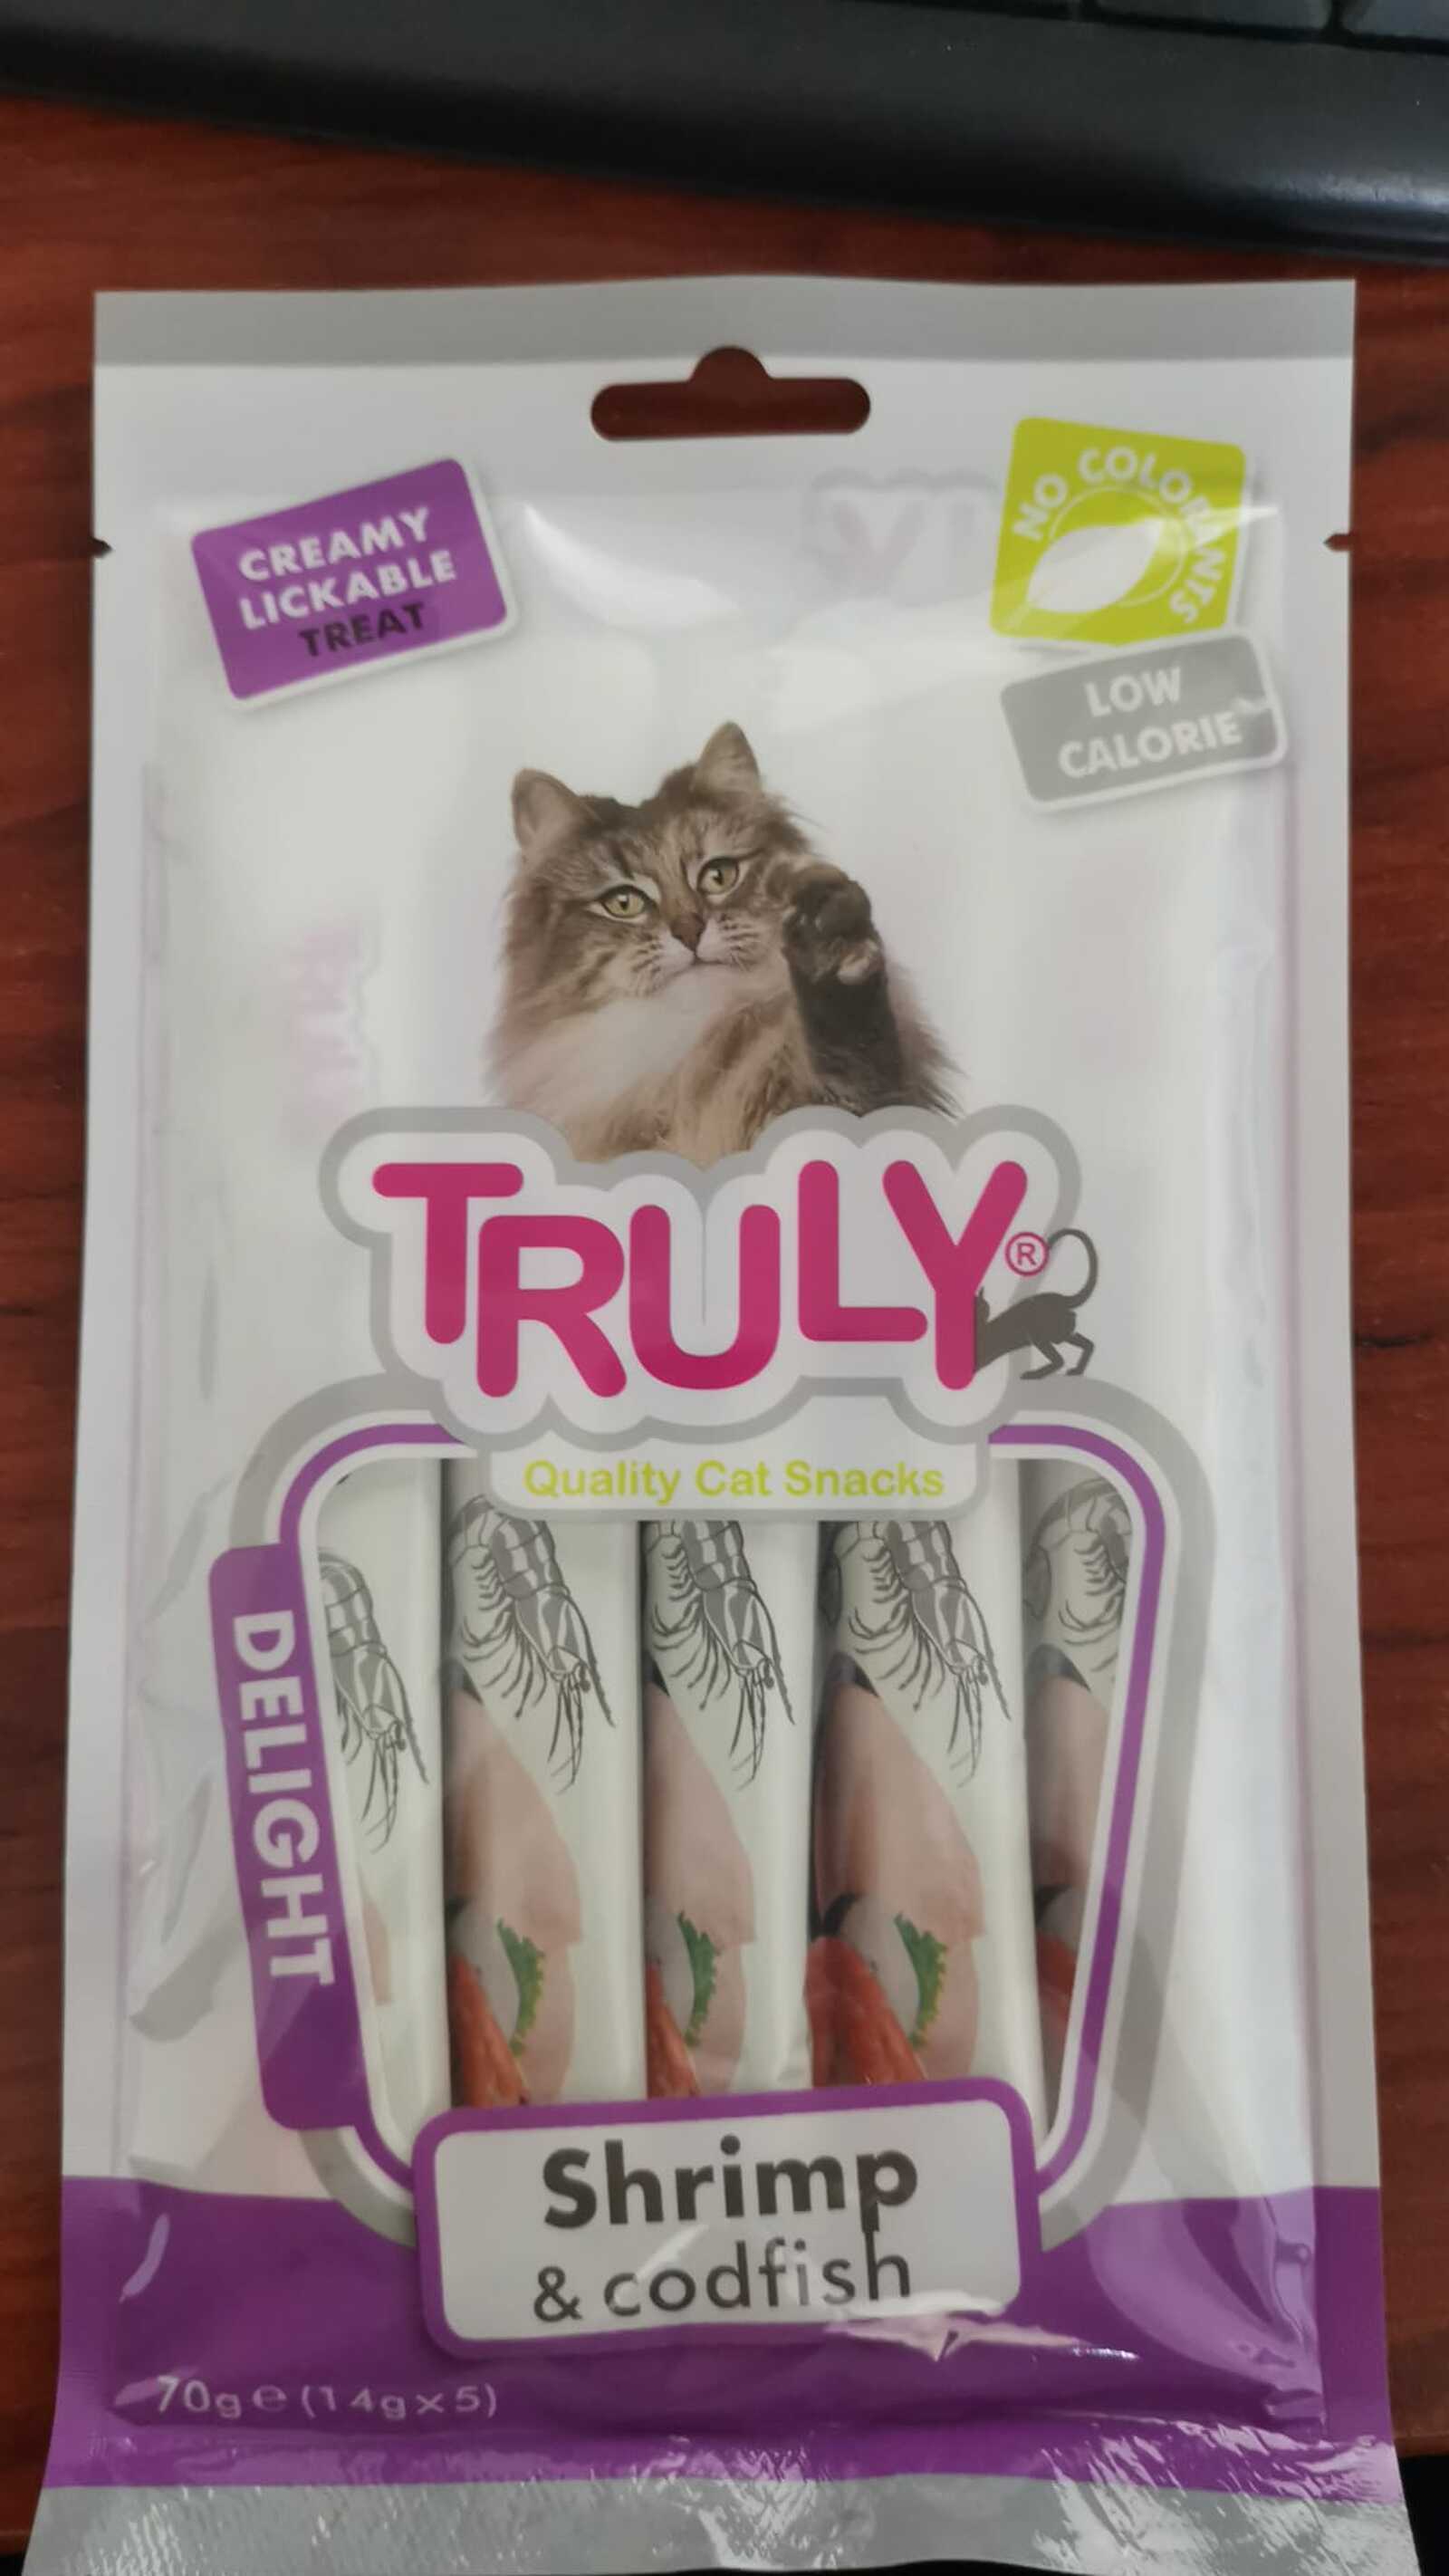 CREAMY
LICKABLE
TREAT
NO COLORANTS
LOW
CALORIE
TRULY®
Quality Cat Snacks
DELIGHT
Shrimp
& codfish
70g e (14g x 5)